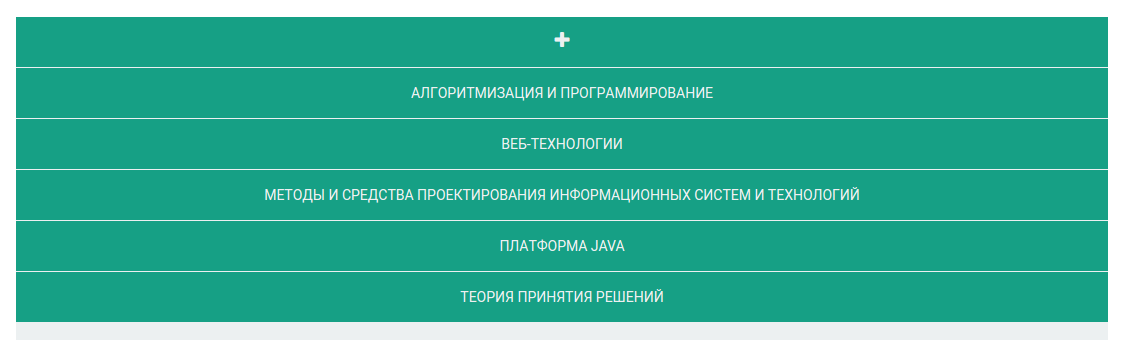 АЛГОРИТМИЗАЦИЯ И ПРОГРАММИРОВАНИЕ
ВЕБ-ТЕХНОЛОГИИ
МЕТОДЫ И СРЕДСТВА ПРОЕКТИРОВАНИЯ ИНФОРМАЦИОННЫХ СИСТЕМ И ТЕХНОЛОГИЙ
ПЛАТФОРМА JAVA
ТЕОРИЯ ПРИНЯТИЯ РЕШЕНИЙ